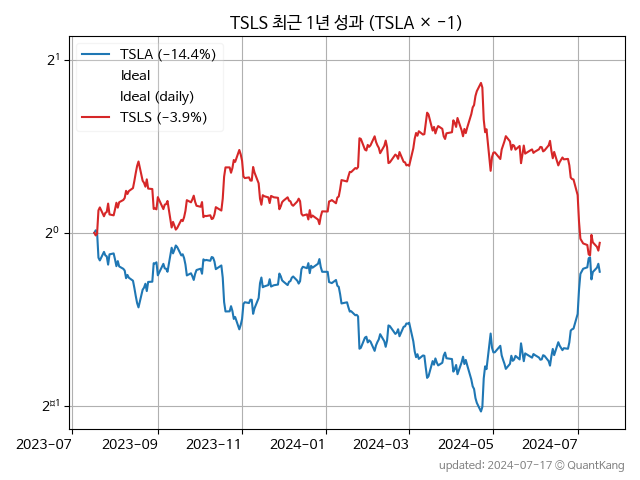 TSLS 최근 1년 성과 (TSLA × −1)
2¹
TSLA (−14.4%)
Ideal
Ideal (daily)
TSLS (−3.9%)
2⁰
2¤¹
2023-07 2023-09 2023-11 2024-01 2024-03 2024-05 2024-07
updated: 2024-07-17 © QuantKang